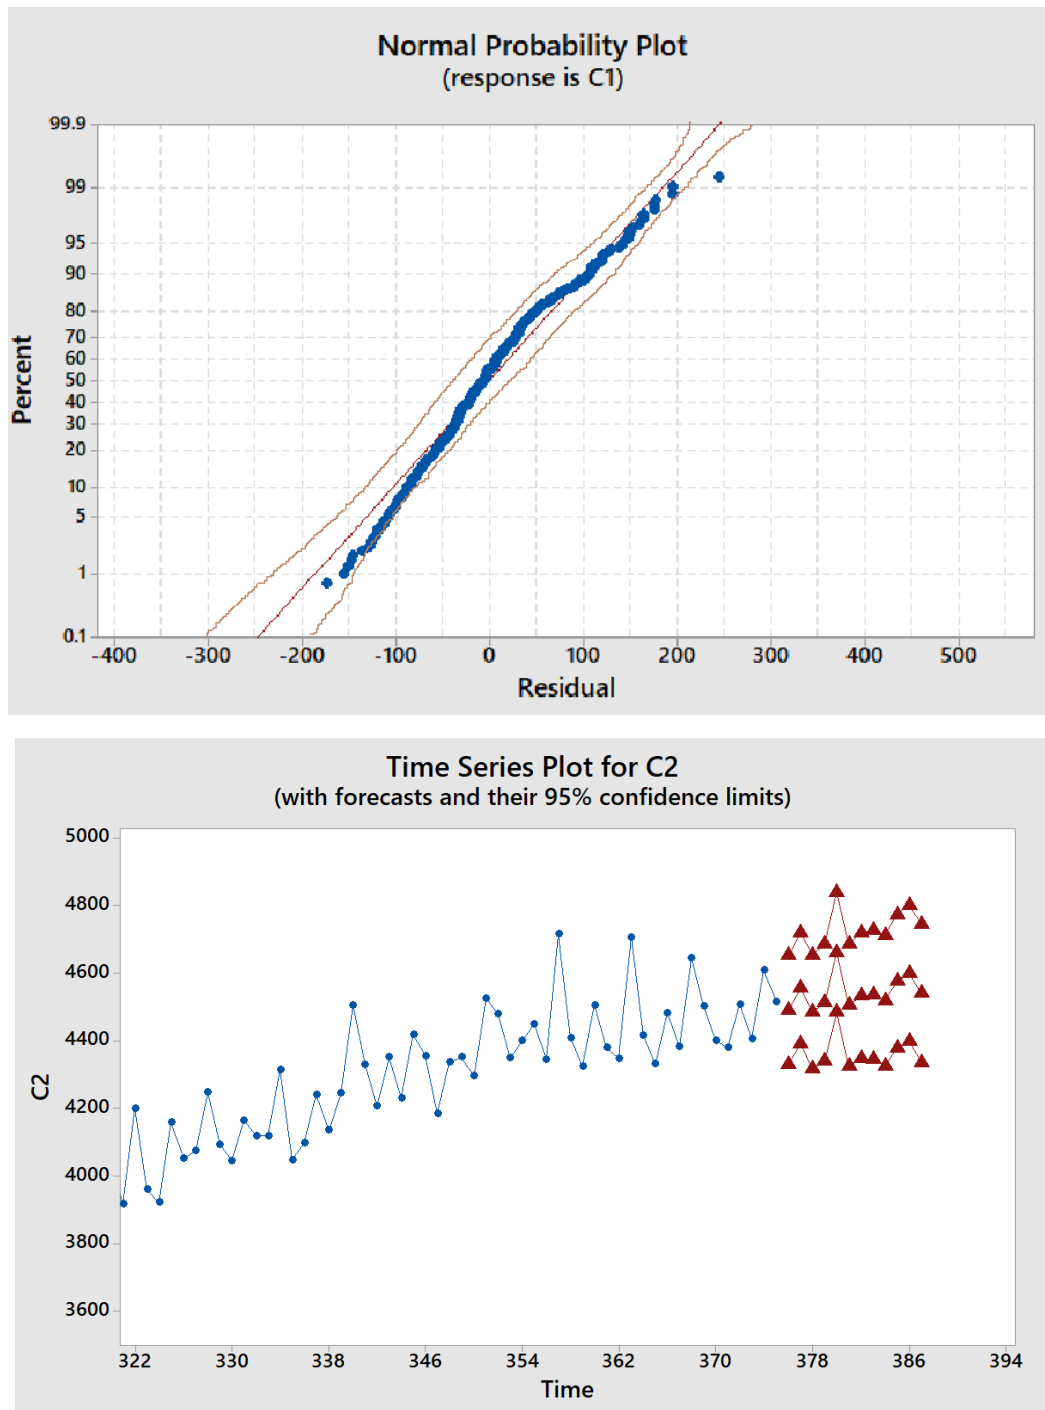 Normal Probability Plot
(response is C1)
99.9
99
95
90
80
70
60
50
40
30
20
10
5
1
0.1
Percent
-400 -300 -200 -100 0 100 200 300 400 500
Residual
Time Series Plot for C2
(with forecasts and their 95% confidence limits)
5000
4800
4600
4400
4200
4000
3800
3600
C2
322 330 338 346 354 362 370 378 386 394
Time